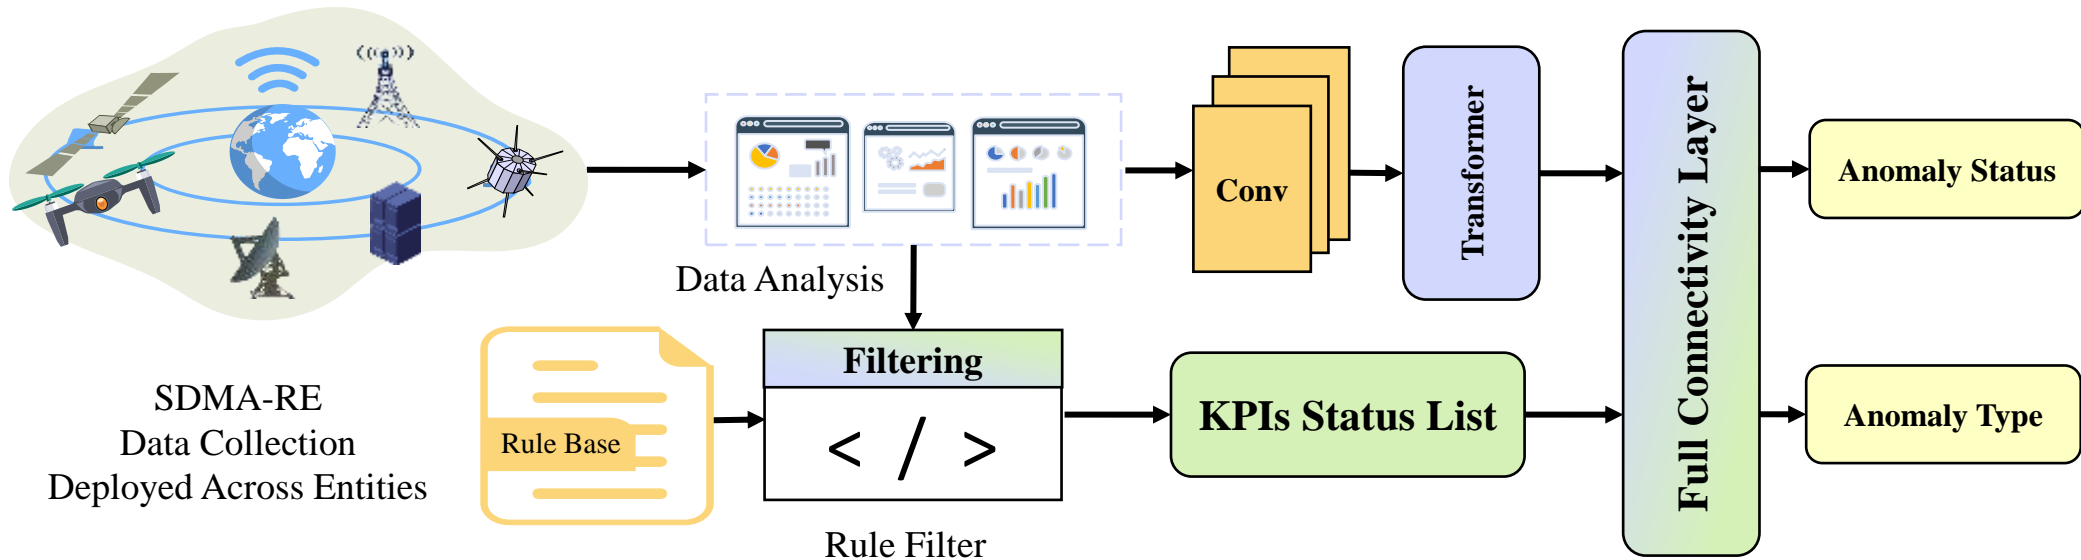 SDMA-RE
Data Collection
Deployed Across Entities
Data Analysis
Rule Base
Filtering
< / >
Rule Filter
Conv
Transformer
KPIs Status List
Full Connectivity Layer
Anomaly Status
Anomaly Type